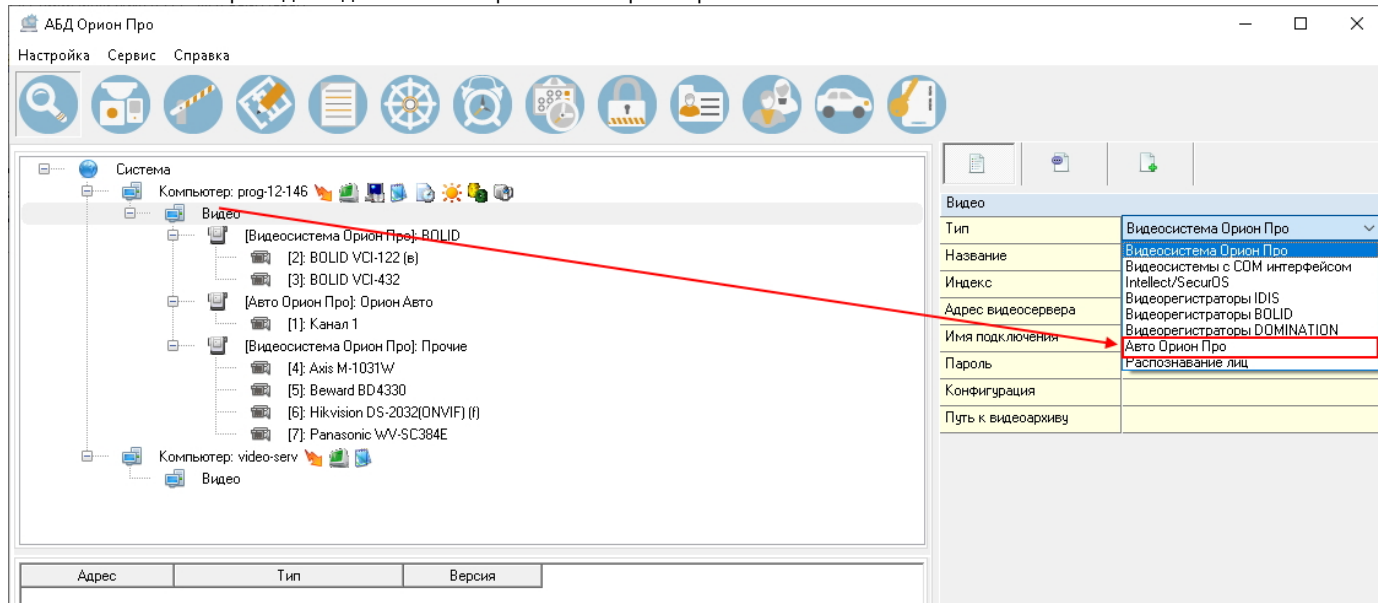 АБД Орион Про
Настройка Сервис Справка
Система
Компьютер: prog-12-146
Видео
[Видеосистема Орион Про]: BOLID
[2]: BOLID VCI-122 (в)
[3]: BOLID VCI-432
[Авто Орион Про]: Орион Авто
[1]: Канал 1
[Видеосистема Орион Про]: Прочие
[4]: Axis M-1031W
[5]: Beward BD4330
[6]: Hikvision DS-2032(ONVIF) (f)
[7]: Panasonic WV-SC384E
Компьютер: video-serv
Видео
Адрес Тип Версия
Видео
Тип Видеосистема Орион Про
Название
Индекс
Адрес видеосервера
Имя подключения
Пароль
Конфигурация
Путь к видеоархиву
Видеосистема Орион Про
Видеосистемы с COM интерфейсом
Intellect/SecurOS
Видеорегистраторы IDIS
Видеорегистраторы BOLID
Видеорегистраторы DOMINATION
Авто Орион Про
Распознавание лиц